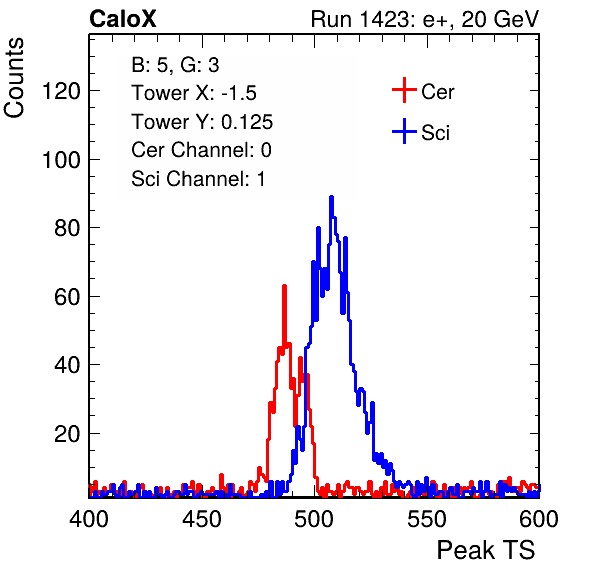 CaloX Run 1423: e+, 20 GeV
Counts
B: 5, G: 3
Tower X: -1.5
Tower Y: 0.125
Cer Channel: 0
Sci Channel: 1
Cer
Sci
120
100
80
60
40
20
400 450 500 550 600
Peak TS